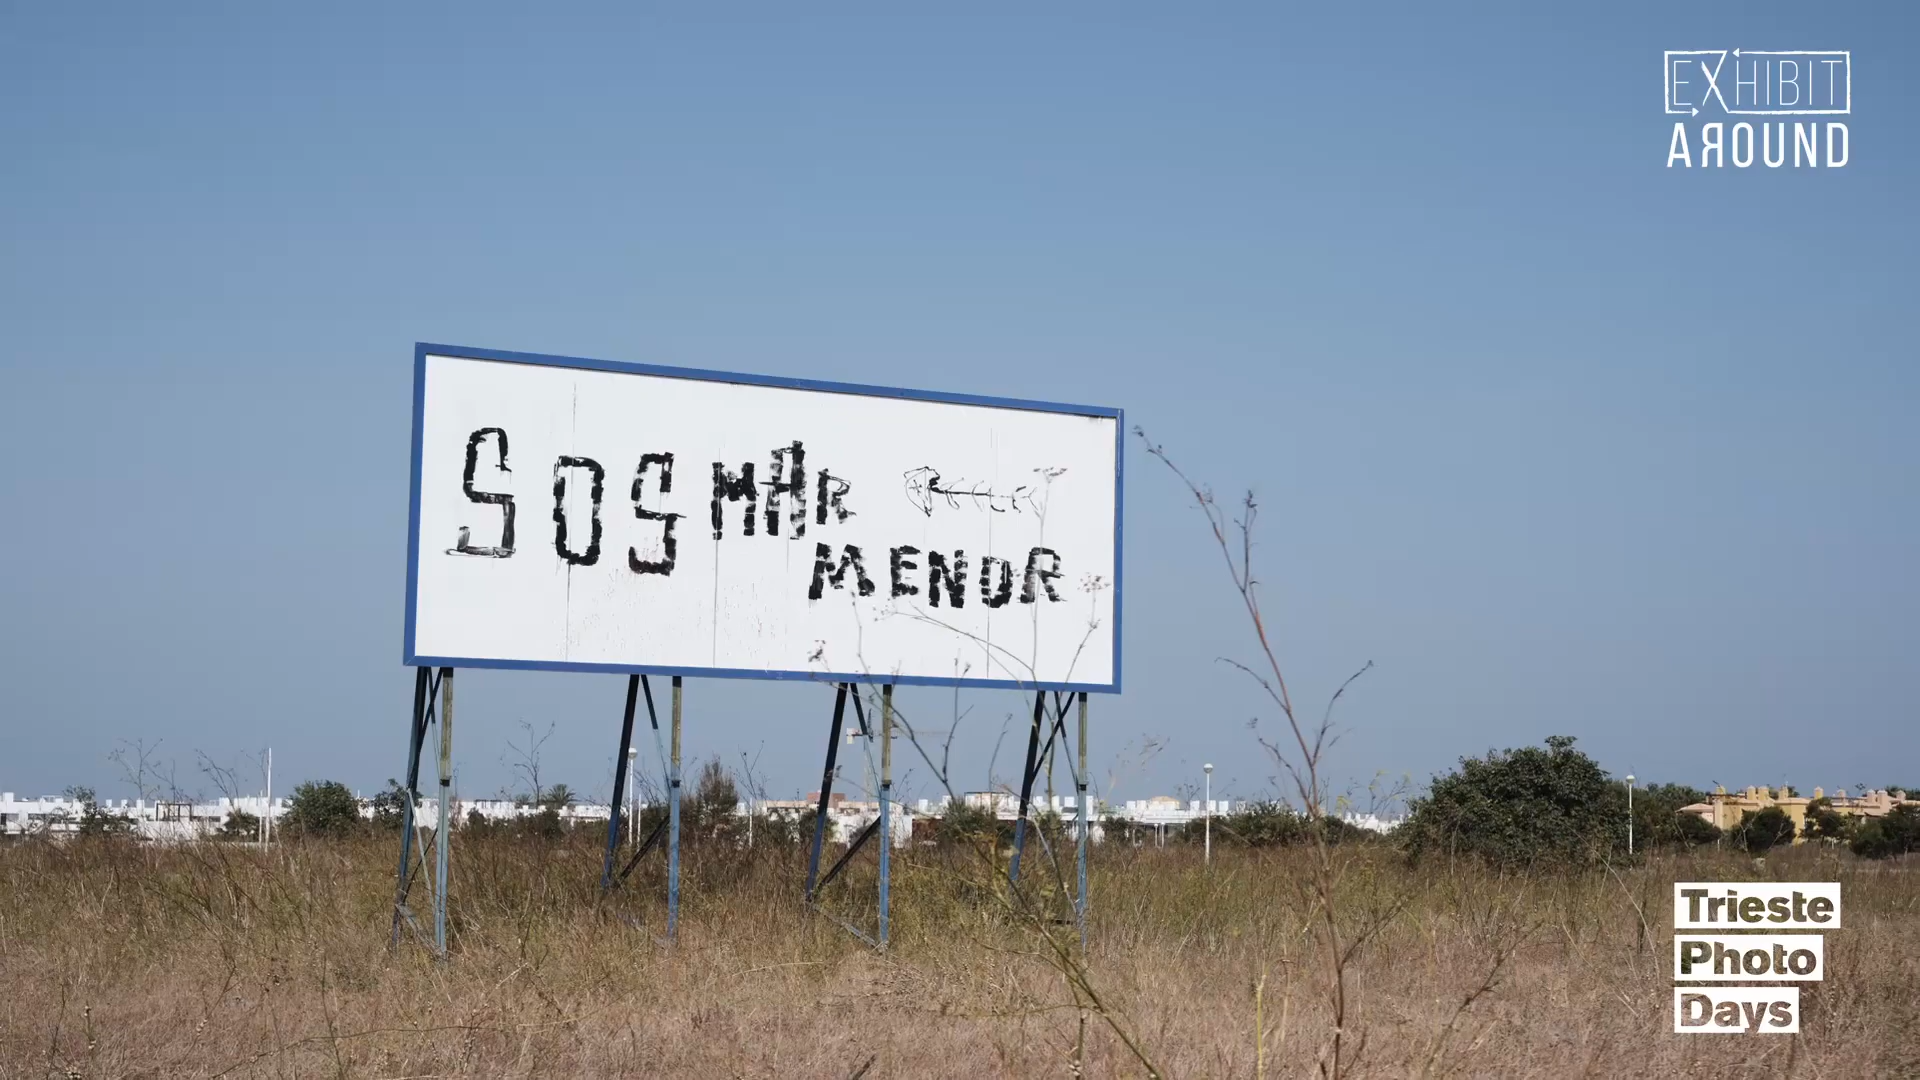 EXHIBIT
AROUND
SOS MAR
MENOR
Trieste
Photo
Days